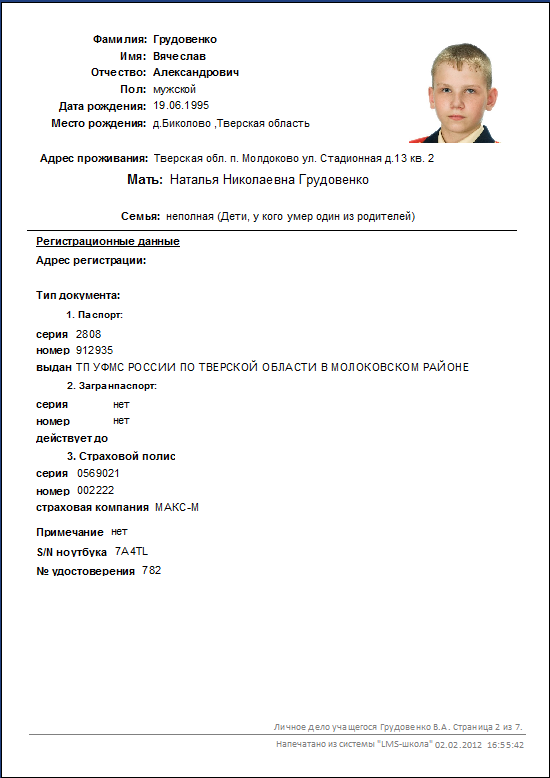 Фамилия: Грудовенко
Имя: Вячеслав
Отчество: Александрович
Пол: мужской
Дата рождения: 19.06.1995
Место рождения: д.Биколово ,Тверская область
Адрес проживания: Тверская обл. п. Молдоково ул. Стадионная д.13 кв. 2
Мать: Наталья Николаевна Грудовенко
Семья: неполная (Дети, у кого умер один из родителей)
Регистрационные данные
Адрес регистрации:
Тип документа:
1. Паспорт:
серия 2808
номер 912935
выдан ТП УФМС РОССИИ ПО ТВЕРСКОЙ ОБЛАСТИ В МОЛОКОВСКОМ РАЙОНЕ
2. Загранпаспорт:
серия нет
номер нет
действует до
3. Страховой полис
серия 0569021
номер 002222
страховая компания МАКС-М
Примечание нет
S/N ноутбука 7A4TL
№ удостоверения 782
Личное дело учащегося Грудовенко В.А. Страница 2 из 7.
Напечатано из системы "LMS-школа" 02.02.2012 16:55:42